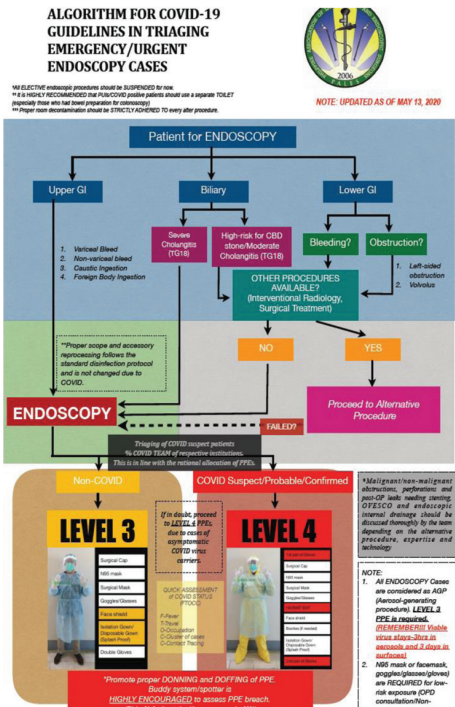 ALGORITHM FOR COVID-19
GUIDELINES IN TRIAGING
EMERGENCY/URGENT
ENDOSCOPY CASES
2006
*All ELECTIVE endoscopic procedures should be SUSPENDED for now.
** It is HIGHLY RECOMMENDED that PUIs/COVID positive patients should use a separate TOILET
(especially those who had bowel preparation for colonoscopy)
*** Proper room decontamination should be STRICTLY ADHERED TO every after procedure.
NOTE: UPDATED AS OF MAY 13, 2020
Patient for ENDOSCOPY
Upper GI
Biliary
Lower GI
1. Variceal Bleed
2. Non-variceal bleed
3. Caustic Ingestion
4. Foreign Body Ingestion
Severe
Cholangitis
(TG18)
High-risk for CBD
stone/Moderate
Cholangitis (TG18)
Bleeding?
Obstruction?
1. Left-sided
obstruction
2. Volvolus
OTHER PROCEDURES
AVAILABLE?
(Interventional Radiology,
Surgical Treatment)
NO
YES
**Proper scope and accessory
reprocessing follows the
standard disinfection protocol
and is not changed due to
COVID.
ENDOSCOPY
FAILED?
Proceed to Alternative
Procedure
Triaging of COVID suspect patients
% COVID TEAM of respective institutions.
This is in line with the rational allocation of PPEs.
Non-COVID
COVID Suspect/Probable/Confirmed
LEVEL 3
Surgical Cap
N95 mask
Surgical Mask
Goggles/Glasses
Face shield
Isolation Gown/
Disposable Gown
(Splash Proof)
Double Gloves
If in doubt, proceed
to LEVEL 4 PPEs,
due to cases of
asymptomatic
COVID virus
carriers.
QUICK ASSESSMENT
of COVID STATUS
(FTOCC)
F-Fever
T-Travel
O-Occupation
C-Cluster of cases
C-Contact Tracing
LEVEL 4
Surgical Cap
N95 mask
Surgical Mask
Goggles/Glasses
Face shield
Isolation Gown/
Disposable Gown
(Splash Proof)
*Malignant/non-malignant
obstructions, perforations and
post-OP leaks needing stenting,
OVESCO and endoscopic
internal drainage should be
discussed thoroughly by the team
depending on the alternative
procedure, expertise and
technology
NOTE:
1. All ENDOSCOPY Cases
are considered as AGP
(Aerosol-generating
procedure). LEVEL 3
PPE is required.
(REMEMBER!!! Viable
virus stays-3hrs in
aerosols and 3 days in
surfaces)
2. N95 mask or facemask,
goggles/glasses/gloves)
are REQUIRED for low-
risk exposure (OPD
consultation/Non-
*Promote proper DONNING and DOFFING of PPE.
Buddy system/spotter is
HIGHLY ENCOURAGED to assess PPE breach.